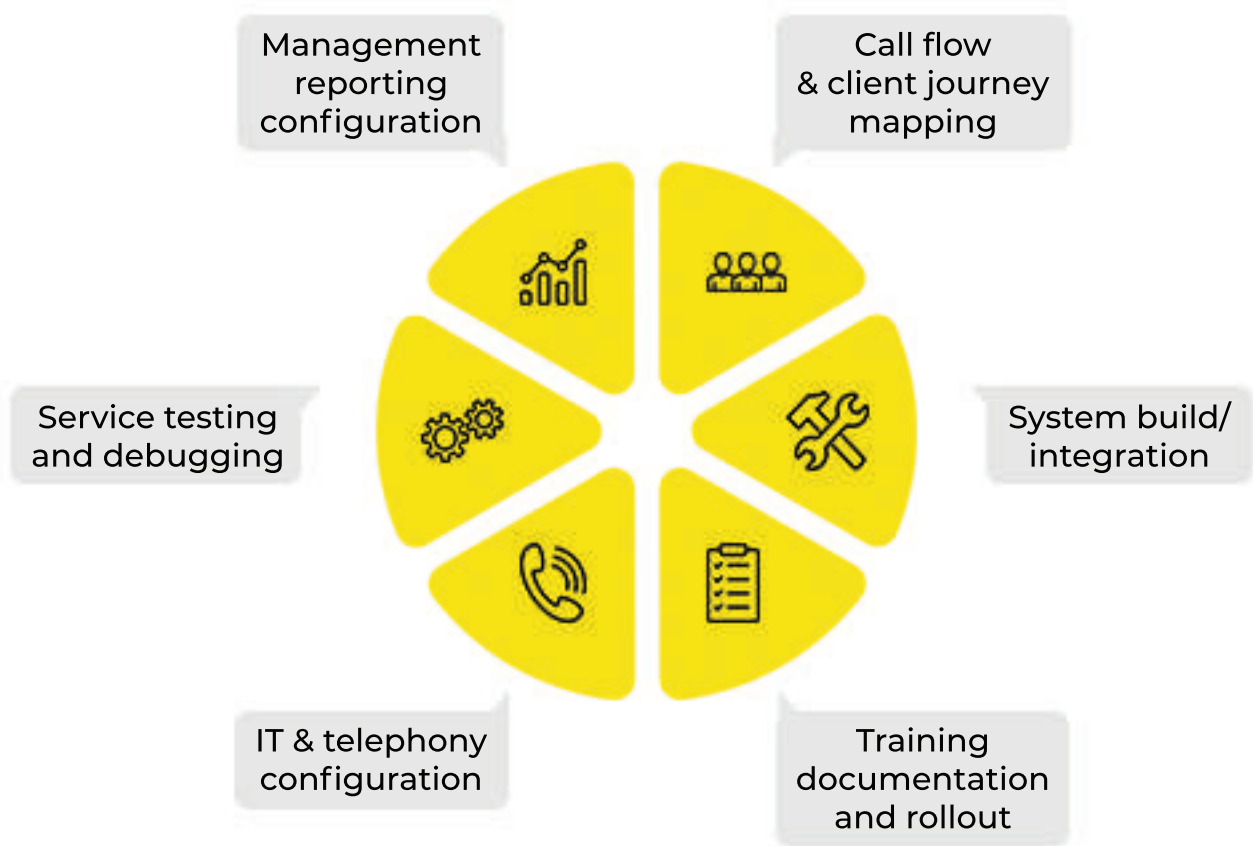 Management
reporting
configuration
Call flow
& client journey
mapping
Service testing
and debugging
System build/
integration
IT & telephony
configuration
Training
documentation
and rollout